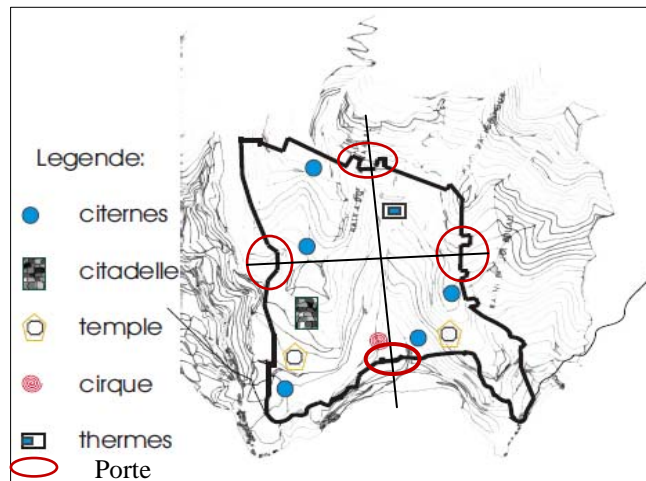 Legende:
citernes
citadelle
temple
cirque
thermes
Porte